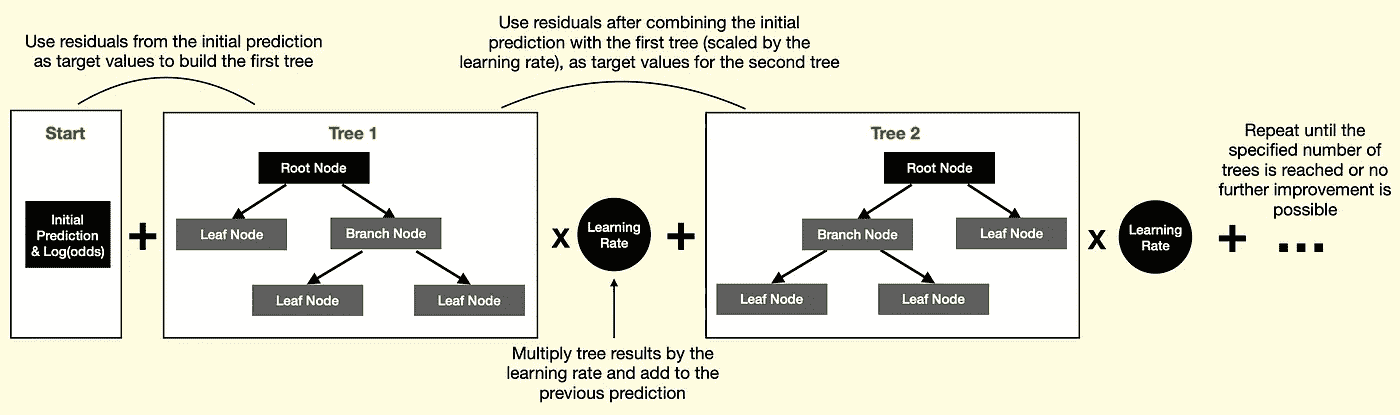 Use residuals from the initial prediction
as target values to build the first tree
Use residuals after combining the initial
prediction with the first tree (scaled by the
learning rate), as target values for the second tree
Start
Initial
Prediction
& Log(odds)
+
Tree 1
Root Node
Leaf Node
Branch Node
Leaf Node
Leaf Node
x
Learning
Rate
+
Multiply tree results by the
learning rate and add to the
previous prediction
Tree 2
Root Node
Branch Node
Leaf Node
Leaf Node
Leaf Node
x
Learning
Rate
+
...
Repeat until the
specified number of
trees is reached or no
further improvement is
possible